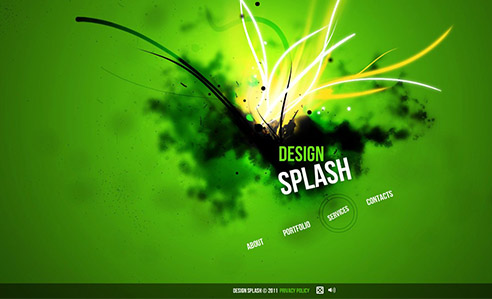 DESIGN
SPLASH
ABOUT
PORTFOLIO
SERVICES
CONTACTS
DESIGN SPLASH © 2011 PRIVACY POLICY